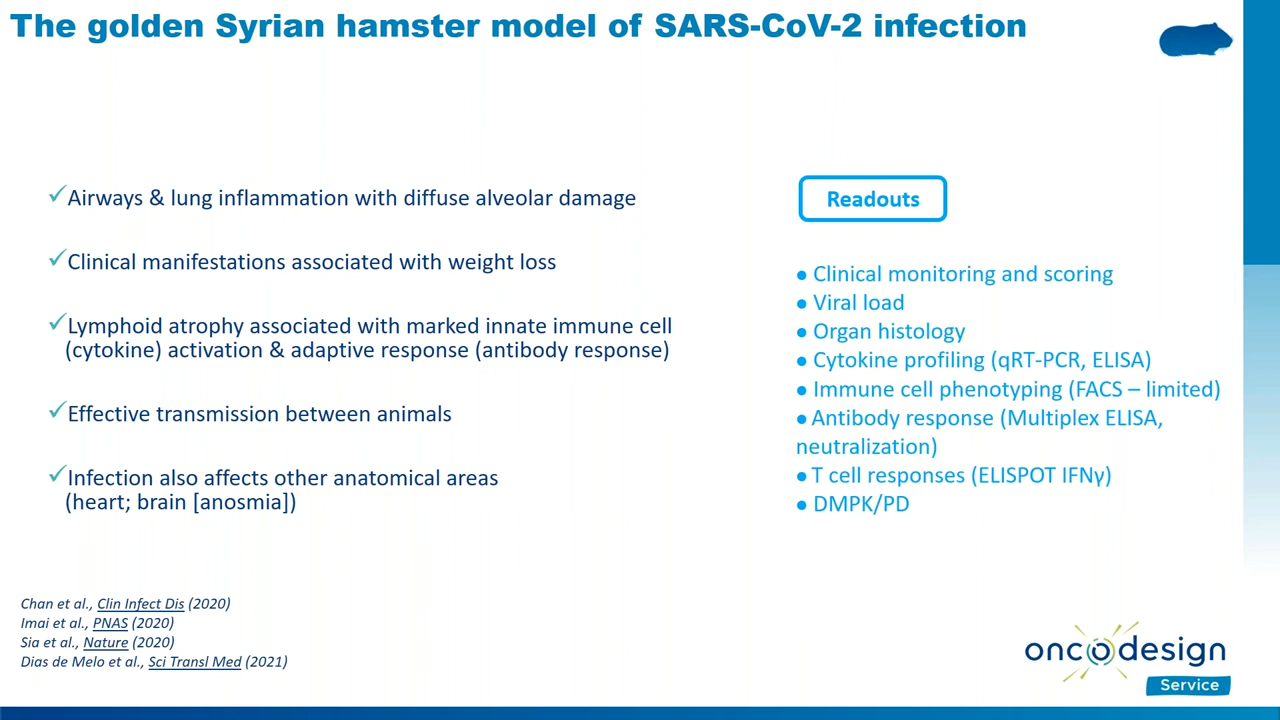 The golden Syrian hamster model of SARS-CoV-2 infection
✓Airways & lung inflammation with diffuse alveolar damage
✓Clinical manifestations associated with weight loss
✓Lymphoid atrophy associated with marked innate immune cell
(cytokine) activation & adaptive response (antibody response)
✓Effective transmission between animals
✓Infection also affects other anatomical areas
(heart; brain [anosmia])
Readouts
● Clinical monitoring and scoring
● Viral load
● Organ histology
● Cytokine profiling (qRT-PCR, ELISA)
● Immune cell phenotyping (FACS – limited)
● Antibody response (Multiplex ELISA,
neutralization)
● T cell responses (ELISPOT IFNγ)
● DMPK/PD
Chan et al., Clin Infect Dis (2020)
Imai et al., PNAS (2020)
Sia et al., Nature (2020)
Dias de Melo et al., Sci Transl Med (2021)
oncodesign
Service